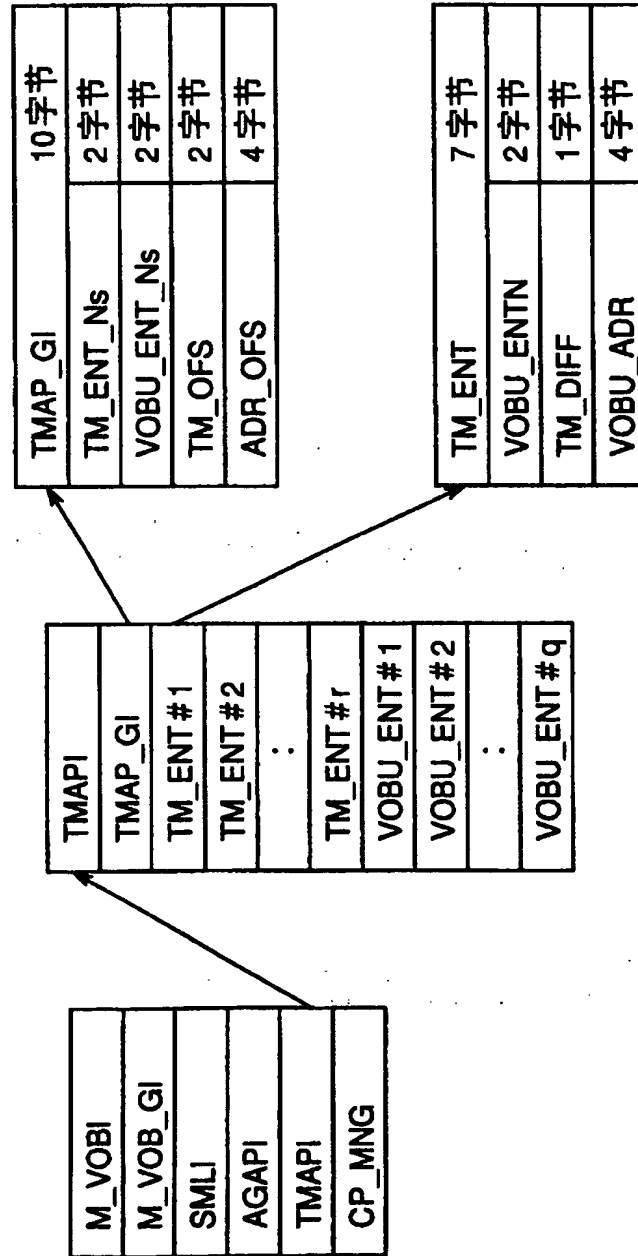 M_VOBI
M_VOB_GI
SMLI
AGAPI
TMAPI
CP_MNG
TMAPI
TMAP_GI
TM_ENT#1
TM_ENT#2
:
TM_ENT#r
VOBU_ENT#1
VOBU_ENT#2
:
VOBU_ENT#q
TMAP_GI 10字节
TM_ENT_Ns 2字节
VOBU_ENT_Ns 2字节
TM_OFS 2字节
ADR_OFS 4字节
TM_ENT 7字节
VOBU_ENTN 2字节
TM_DIFF 1字节
VOBU_ADR 4字节